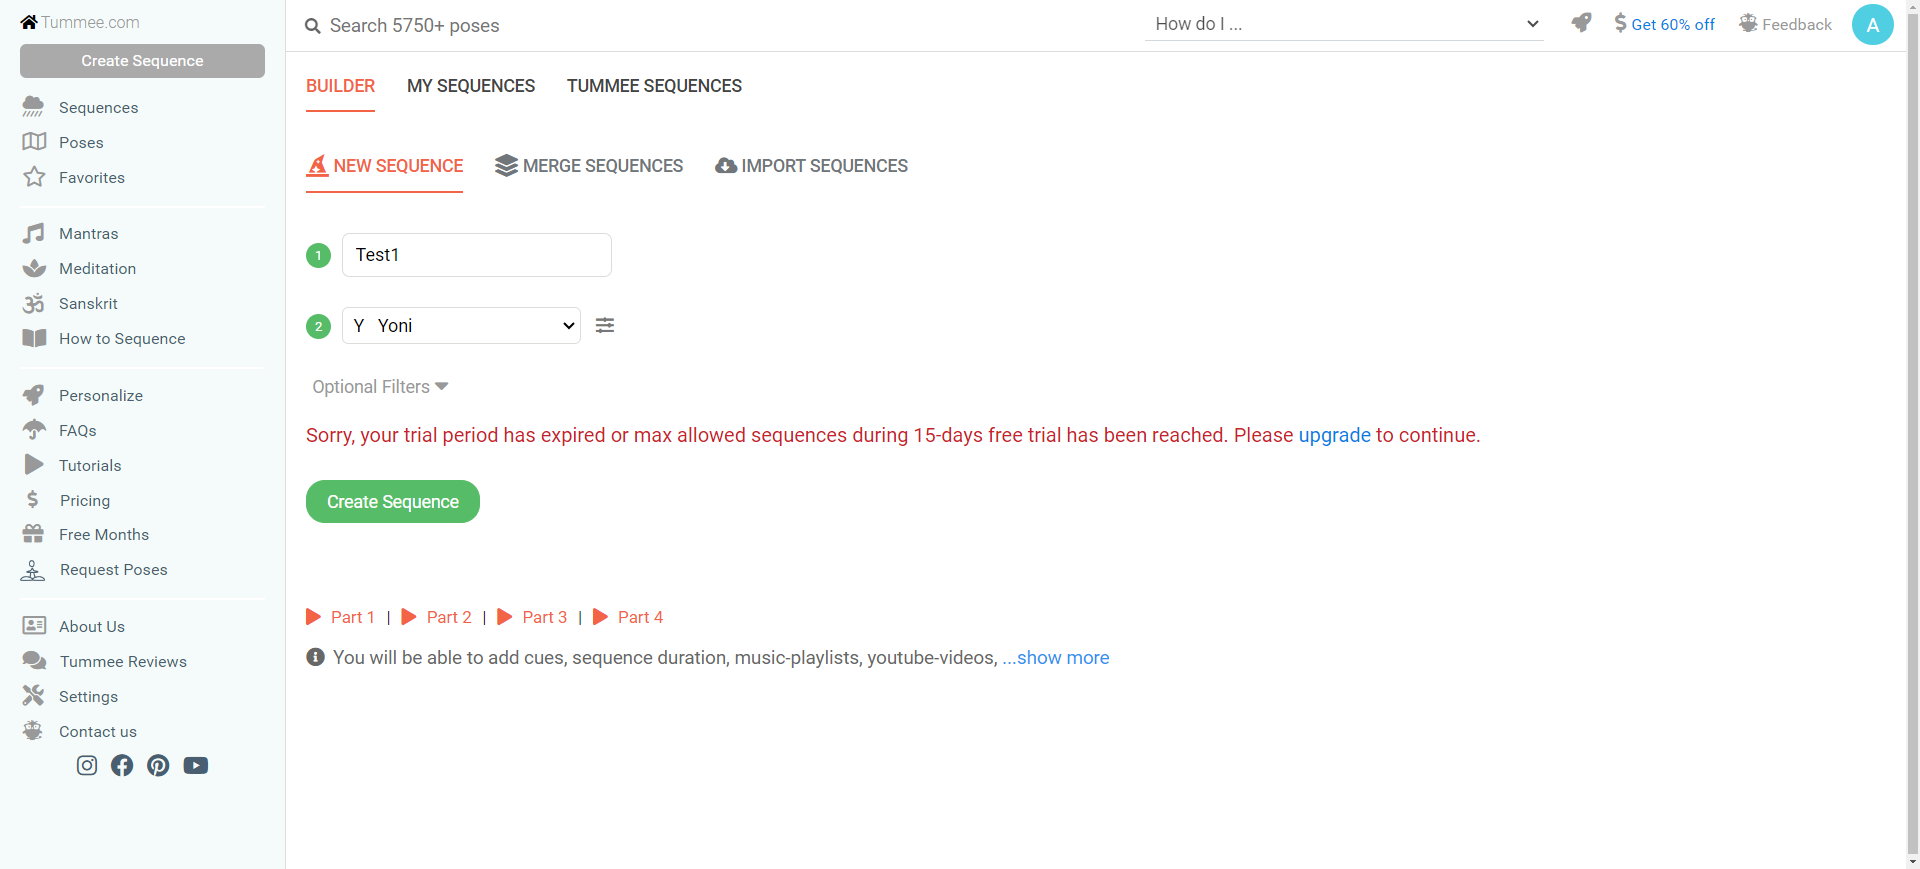 Tummee.com
Create Sequence
Sequences
Poses
Favorites
Mantras
Meditation
Sanskrit
How to Sequence
Personalize
FAQs
Tutorials
Pricing
Free Months
Request Poses
About Us
Tummee Reviews
Settings
Contact us
Search 5750+ poses
How do I ...
Get 60% off
Feedback
A
BUILDER MY SEQUENCES TUMMEE SEQUENCES
NEW SEQUENCE MERGE SEQUENCES IMPORT SEQUENCES
1 Test1
2 Y Yoni
Optional Filters
Sorry, your trial period has expired or max allowed sequences during 15-days free trial has been reached. Please upgrade to continue.
Create Sequence
Part 1 | Part 2 | Part 3 | Part 4
You will be able to add cues, sequence duration, music-playlists, youtube-videos, ...show more